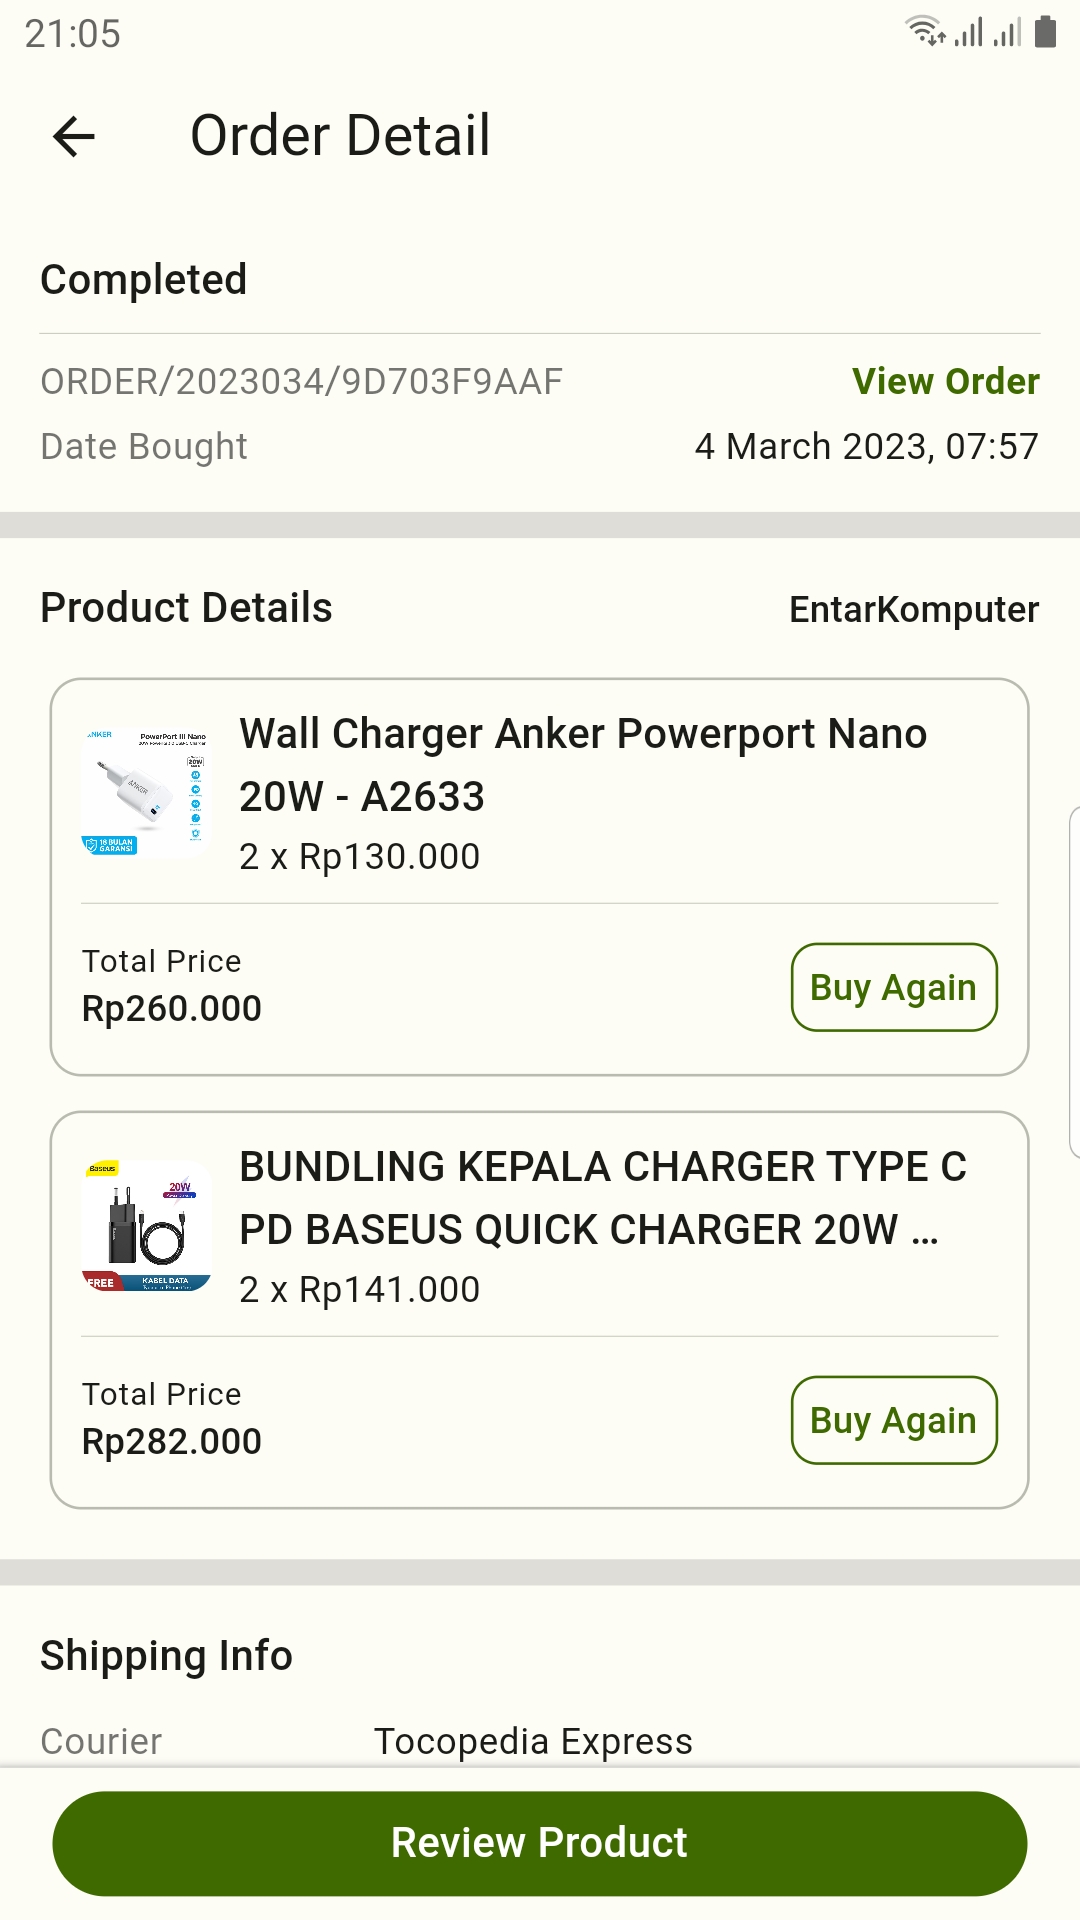 21:05
Order Detail
Completed
ORDER/2023034/9D703F9AAF
View Order
Date Bought
4 March 2023, 07:57
Product Details
EntarKomputer
ANKER
PowerPort III Nano
20W
ANKER
18 BULAN
GARANSI
Wall Charger Anker Powerport Nano
20W - A2633
2 x Rp130.000
Total Price
Rp260.000
Buy Again
Baseus
20W
FREE
KABEL DATA
BUNDLING KEPALA CHARGER TYPE C
PD BASEUS QUICK CHARGER 20W ...
2 x Rp141.000
Total Price
Rp282.000
Buy Again
Shipping Info
Courier
Tocopedia Express
Review Product